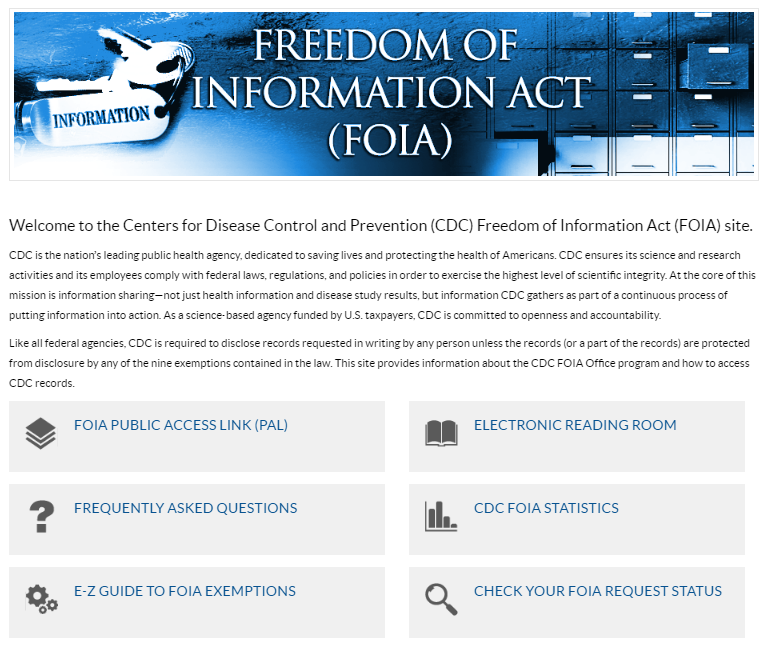 FREEDOM OF
INFORMATION ACT
(FOIA)
INFORMATION
Welcome to the Centers for Disease Control and Prevention (CDC) Freedom of Information Act (FOIA) site.
CDC is the nation's leading public health agency, dedicated to saving lives and protecting the health of Americans. CDC ensures its science and research
activities and its employees comply with federal laws, regulations, and policies in order to exercise the highest level of scientific integrity. At the core of this
mission is information sharing—not just health information and disease study results, but information CDC gathers as part of a continuous process of
putting information into action. As a science-based agency funded by U.S. taxpayers, CDC is committed to openness and accountability.
Like all federal agencies, CDC is required to disclose records requested in writing by any person unless the records (or a part of the records) are protected
from disclosure by any of the nine exemptions contained in the law. This site provides information about the CDC FOIA Office program and how to access
CDC records.
FOIA PUBLIC ACCESS LINK (PAL)
ELECTRONIC READING ROOM
FREQUENTLY ASKED QUESTIONS
CDC FOIA STATISTICS
E-Z GUIDE TO FOIA EXEMPTIONS
CHECK YOUR FOIA REQUEST STATUS